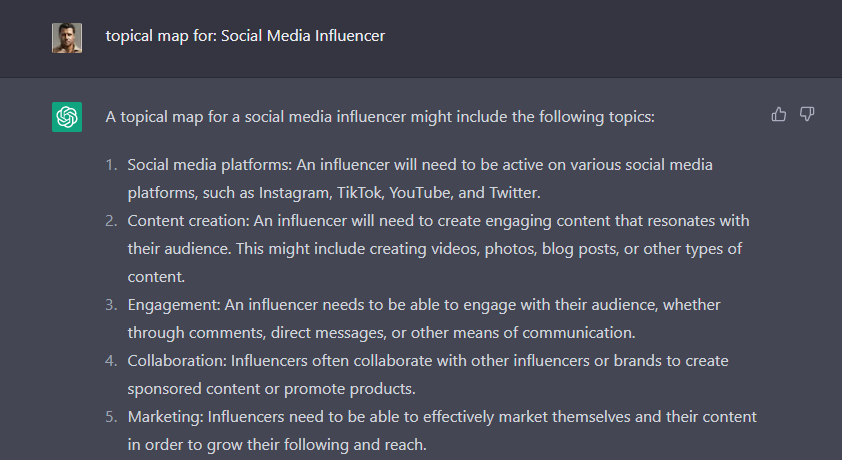 topical map for: Social Media Influencer
A topical map for a social media influencer might include the following topics:
1. Social media platforms: An influencer will need to be active on various social media
platforms, such as Instagram, TikTok, YouTube, and Twitter.
2. Content creation: An influencer will need to create engaging content that resonates with
their audience. This might include creating videos, photos, blog posts, or other types of
content.
3. Engagement: An influencer needs to be able to engage with their audience, whether
through comments, direct messages, or other means of communication.
4. Collaboration: Influencers often collaborate with other influencers or brands to create
sponsored content or promote products.
5. Marketing: Influencers need to be able to effectively market themselves and their content
in order to grow their following and reach.